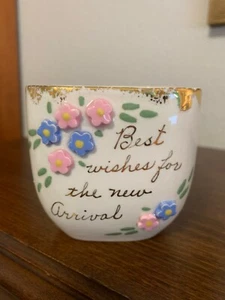 Best
wishes for
the new
Arrival